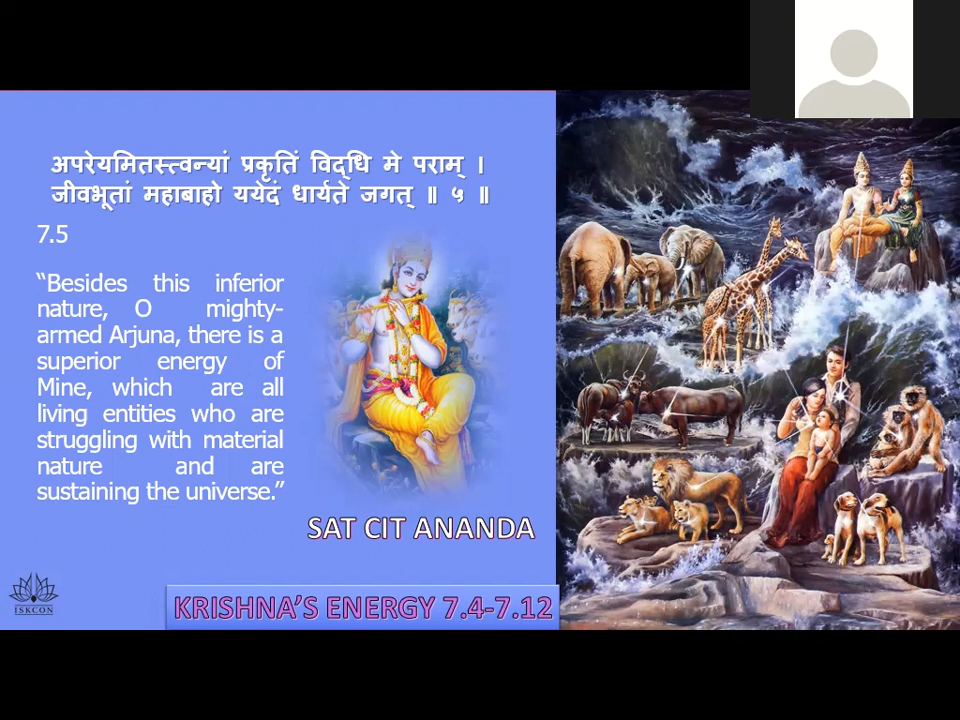 अपरेयमितस्त्वन्यां प्रकृतिं विद्धि मे पराम् ।
जीवभूतां महाबाहो ययेदं धार्यते जगत् ॥ ५ ॥
7.5
“Besides this inferior
nature, O mighty-
armed Arjuna, there is a
superior energy of
Mine, which are all
living entities who are
struggling with material
nature and are
sustaining the universe.”
SAT CIT ANANDA
ISKCON
KRISHNA’S ENERGY 7.4-7.12